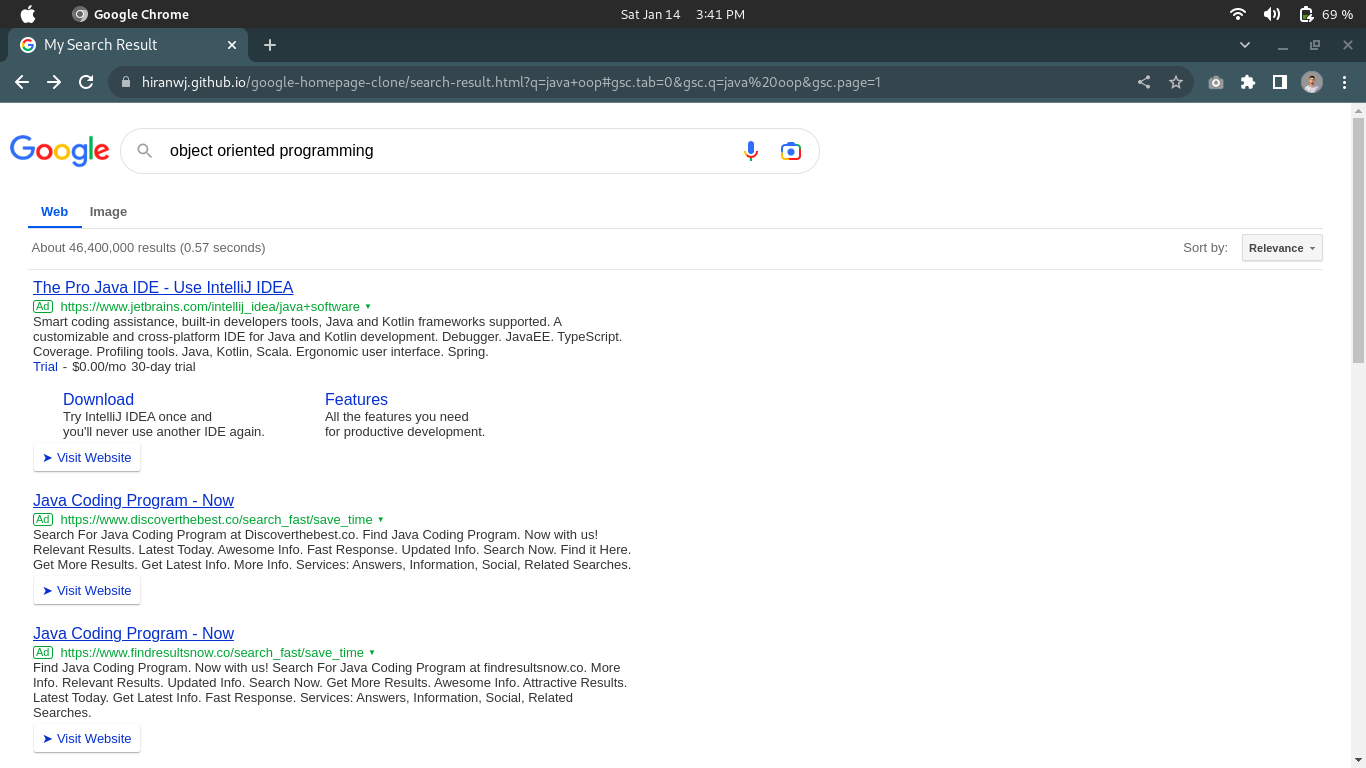 Google Chrome
Sat Jan 14 3:41 PM
69 %
My Search Result
hiranwj.github.io/google-homepage-clone/search-result.html?q=java+oop#gsc.tab=0&gsc.q=java%20oop&gsc.page=1
Google
object oriented programming
Web Image
About 46,400,000 results (0.57 seconds)
Sort by: Relevance
The Pro Java IDE - Use IntelliJ IDEA
Ad https://www.jetbrains.com/intellij_idea/java+software
Smart coding assistance, built-in developers tools, Java and Kotlin frameworks supported. A
customizable and cross-platform IDE for Java and Kotlin development. Debugger. JavaEE. TypeScript.
Coverage. Profiling tools. Java, Kotlin, Scala. Ergonomic user interface. Spring.
Trial - $0.00/mo 30-day trial
Download
Try IntelliJ IDEA once and
you'll never use another IDE again.
Features
All the features you need
for productive development.
➤ Visit Website
Java Coding Program - Now
Ad https://www.discoverthebest.co/search_fast/save_time
Search For Java Coding Program at Discoverthebest.co. Find Java Coding Program. Now with us!
Relevant Results. Latest Today. Awesome Info. Fast Response. Updated Info. Search Now. Find it Here.
Get More Results. Get Latest Info. More Info. Services: Answers, Information, Social, Related Searches.
➤ Visit Website
Java Coding Program - Now
Ad https://www.findresultsnow.co/search_fast/save_time
Find Java Coding Program. Now with us! Search For Java Coding Program at findresultsnow.co. More
Info. Relevant Results. Updated Info. Search Now. Get More Results. Awesome Info. Attractive Results.
Latest Today. Get Latest Info. Fast Response. Services: Answers, Information, Social, Related
Searches.
➤ Visit Website